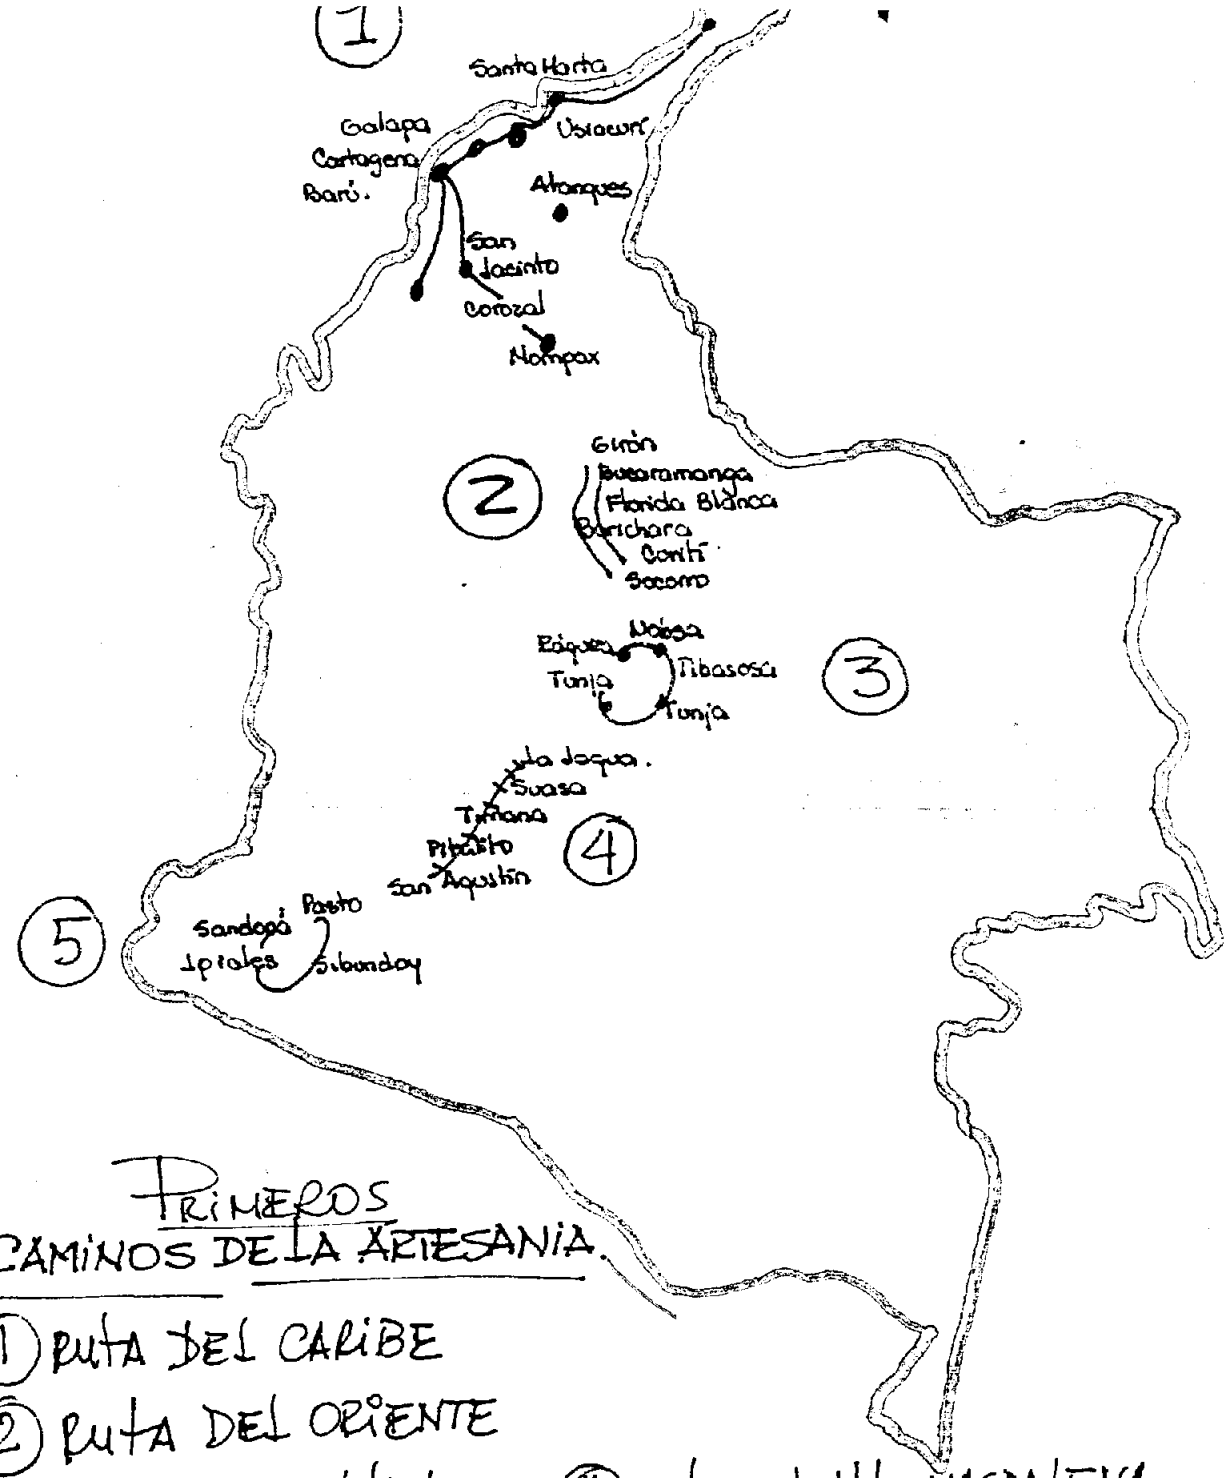 1
Santa Marta
Galapa
Usiacurí
Cartagena
Barú.
Atanques
San
Jacinto
Corozal
Mompox
Girón
2
Bucaramanga
Florida Blanca
Barichara
Curití
Socorro
Nobsa
Ráquira
Tibasosa
3
Tunja
Tunja
La Jagua.
Suasa
Timana
4
Pitalito
San Agustín
Pasto
5
Sandoná
Ipiales
Sibundoy
PRIMEROS
CAMINOS DE LA ARTESANIA.
1 RUTA DEL CARIBE
2 RUTA DEL ORIENTE